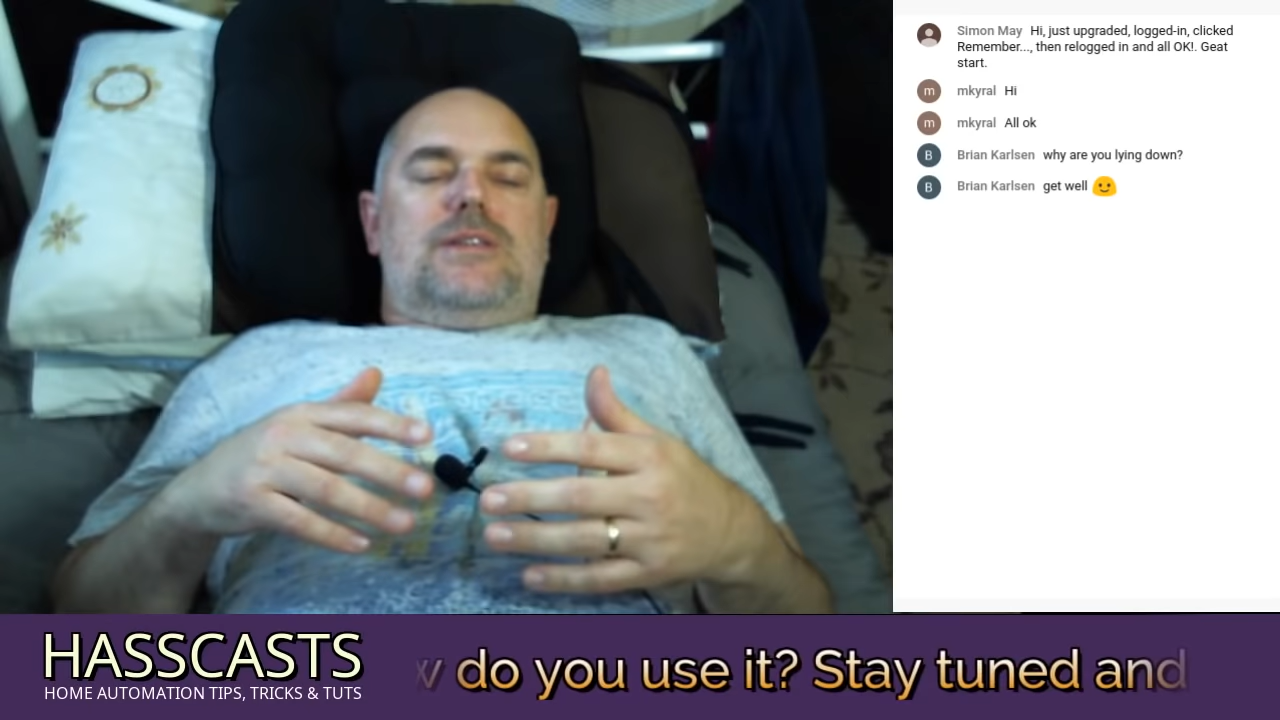 Simon May Hi, just upgraded, logged-in, clicked
Remember..., then relogged in and all OK!. Geat
start.
m mkyral Hi
m mkyral All ok
B Brian Karlsen why are you lying down?
B Brian Karlsen get well
HASSCASTS
HOME AUTOMATION TIPS, TRICKS & TUTS
w do you use it? Stay tuned and